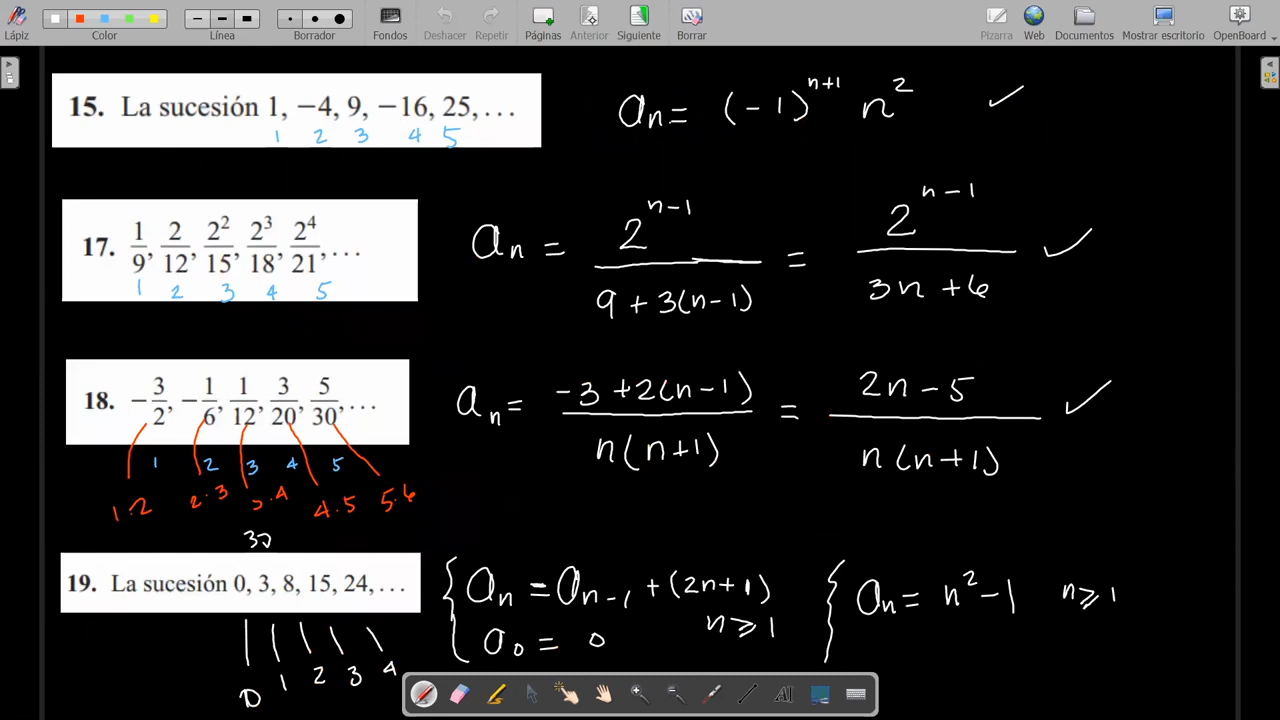 Lápiz Color Línea Borrador Fondos Deshacer Repetir Páginas Anterior Siguiente Borrar Pizarra Web Documentos Mostrar escritorio OpenBoard
15. La sucesión 1, −4, 9, −16, 25, ...
1 2 3 4 5
aₙ = (-1)ⁿ⁺¹ n²
17. 1/9, 2/12, 2²/15, 2³/18, 2⁴/21, ...
1 2 3 4 5
aₙ = 2ⁿ⁻¹ / 9 + 3(n-1) = 2ⁿ⁻¹ / 3n + 6
18. −3/2, −1/6, 1/12, 3/20, 5/30, ...
1 2 3 4 5
1·2 2·3 3·4 4·5 5·6
aₙ = -3 + 2(n-1) / n(n+1) = 2n - 5 / n(n+1)
19. La sucesión 0, 3, 8, 15, 24, ...
0 1 2 3 4
aₙ = aₙ₋₁ + (2n+1)
a₀ = 0 n ⩾ 1
aₙ = n² - 1 n ⩾ 1